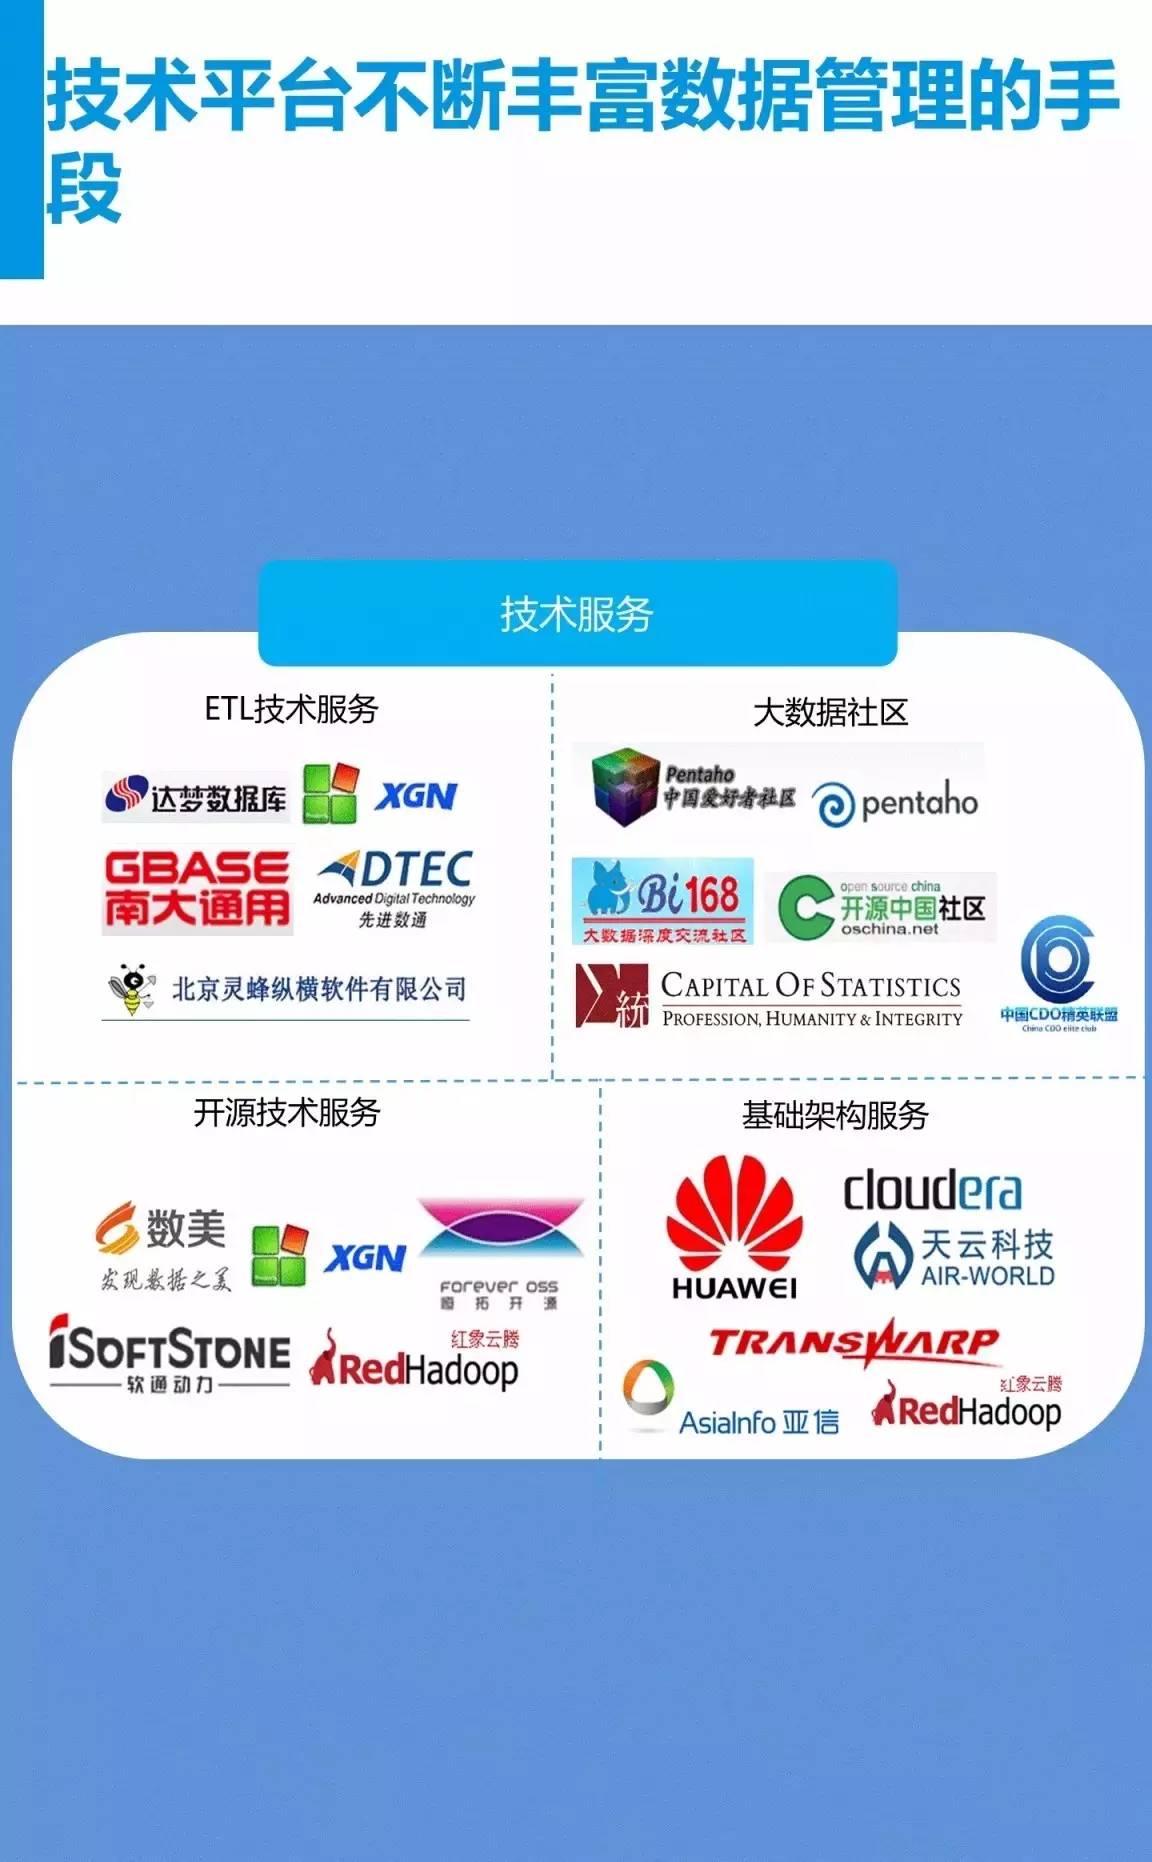 技术平台不断丰富数据管理的手
段
技术服务
ETL技术服务
达梦数据库
XGN
GBASE
南大通用
ADTEC
Advanced Digital Technology
先进数通
北京灵蜂纵横软件有限公司
大数据社区
Pentaho
中国爱好者社区
pentaho
Bi168
大数据深度交流社区
open source china
开源中国社区
oschina.net
統
CAPITAL OF STATISTICS
PROFESSION, HUMANITY & INTEGRITY
中国CDO精英联盟
China CDO elite club
开源技术服务
数美
发现数据之美
XGN
FOREVER OSS
恒拓开源
iSOFTSTONE
软通动力
红象云腾
RedHadoop
基础架构服务
HUAWEI
cloudera
天云科技
AIR-WORLD
TRANSWARP
AsiaInfo 亚信
红象云腾
RedHadoop